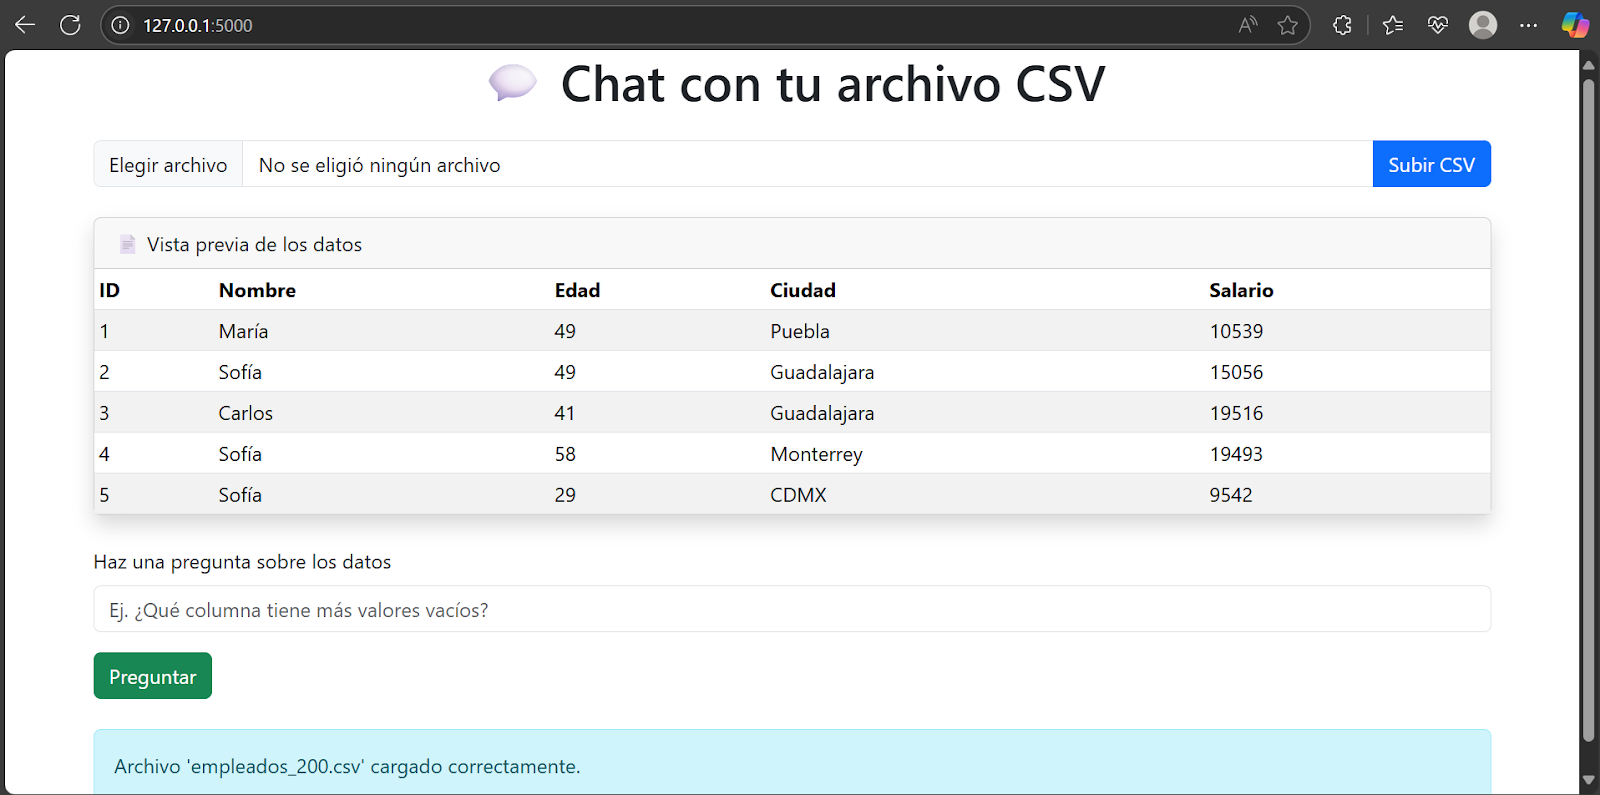 127.0.0.1:5000
Chat con tu archivo CSV
Elegir archivo No se eligió ningún archivo Subir CSV
Vista previa de los datos
ID Nombre Edad Ciudad Salario
1 María 49 Puebla 10539
2 Sofía 49 Guadalajara 15056
3 Carlos 41 Guadalajara 19516
4 Sofía 58 Monterrey 19493
5 Sofía 29 CDMX 9542
Haz una pregunta sobre los datos
Ej. ¿Qué columna tiene más valores vacíos?
Preguntar
Archivo 'empleados_200.csv' cargado correctamente.